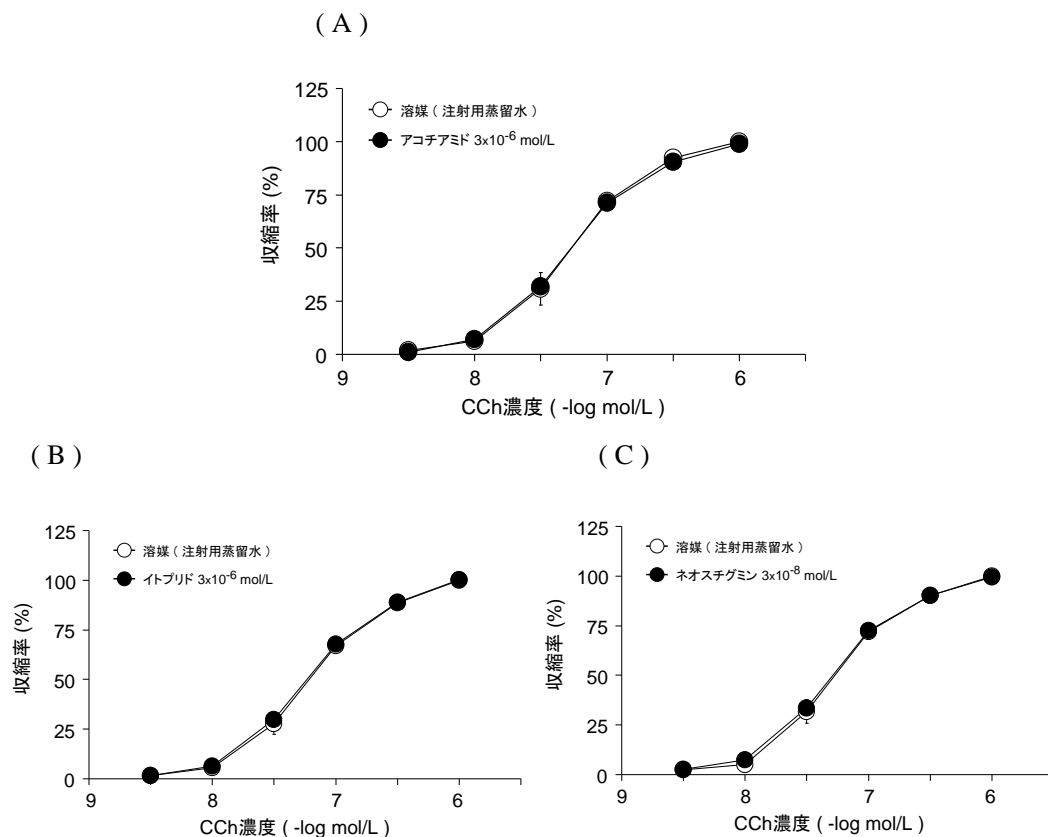 ( A )
125
100
75
50
25
0
収縮率 (%)
溶媒 ( 注射用蒸留水 )
アコチアミド 3x10⁻⁶ mol/L
9 8 7 6
CCh濃度 ( -log mol/L )
( B )
125
100
75
50
25
0
収縮率 (%)
溶媒 ( 注射用蒸留水 )
イトプリド 3x10⁻⁶ mol/L
9 8 7 6
CCh濃度 ( -log mol/L )
( C )
125
100
75
50
25
0
収縮率 (%)
溶媒 ( 注射用蒸留水 )
ネオスチグミン 3x10⁻⁸ mol/L
9 8 7 6
CCh濃度 ( -log mol/L )